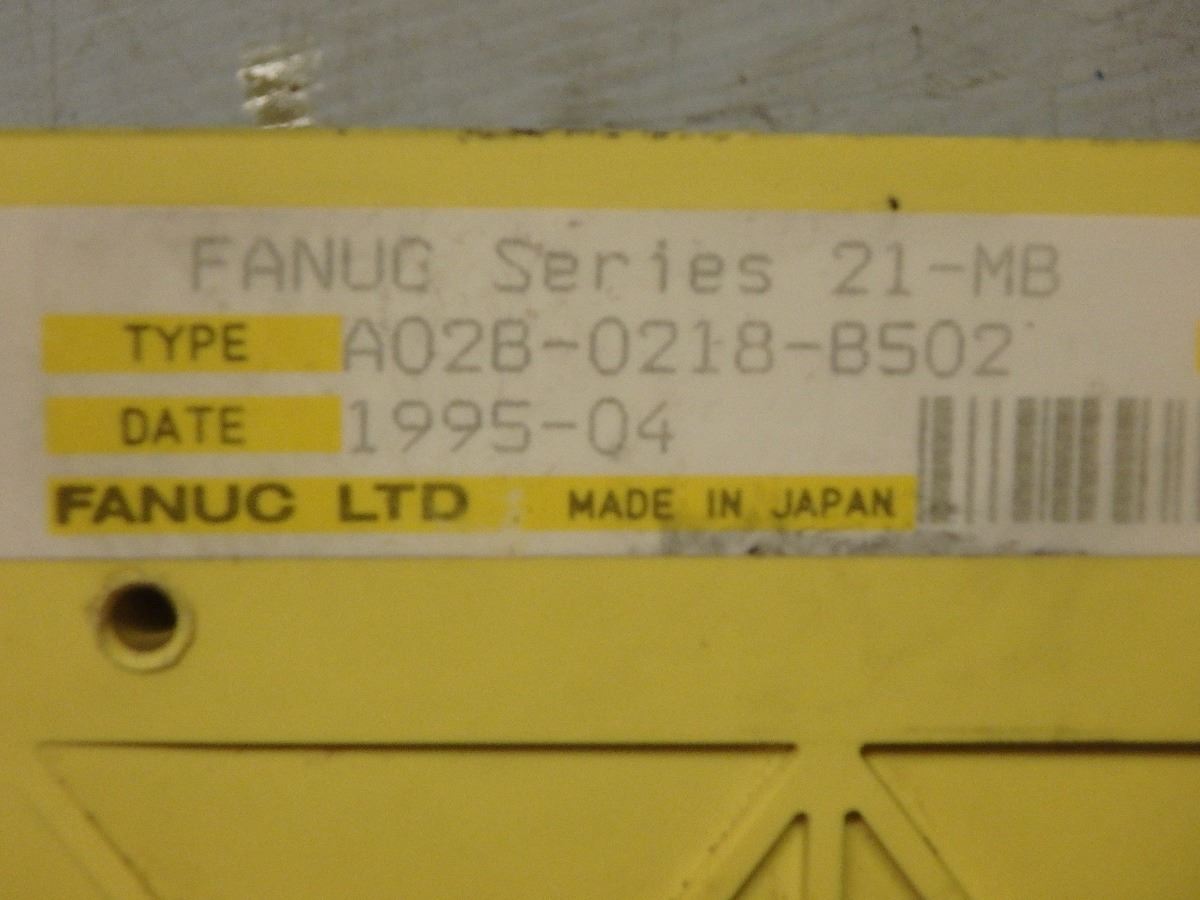 FANUC Series 21-MB
TYPE A02B-0218-B502
DATE 1995-04
FANUC LTD MADE IN JAPAN